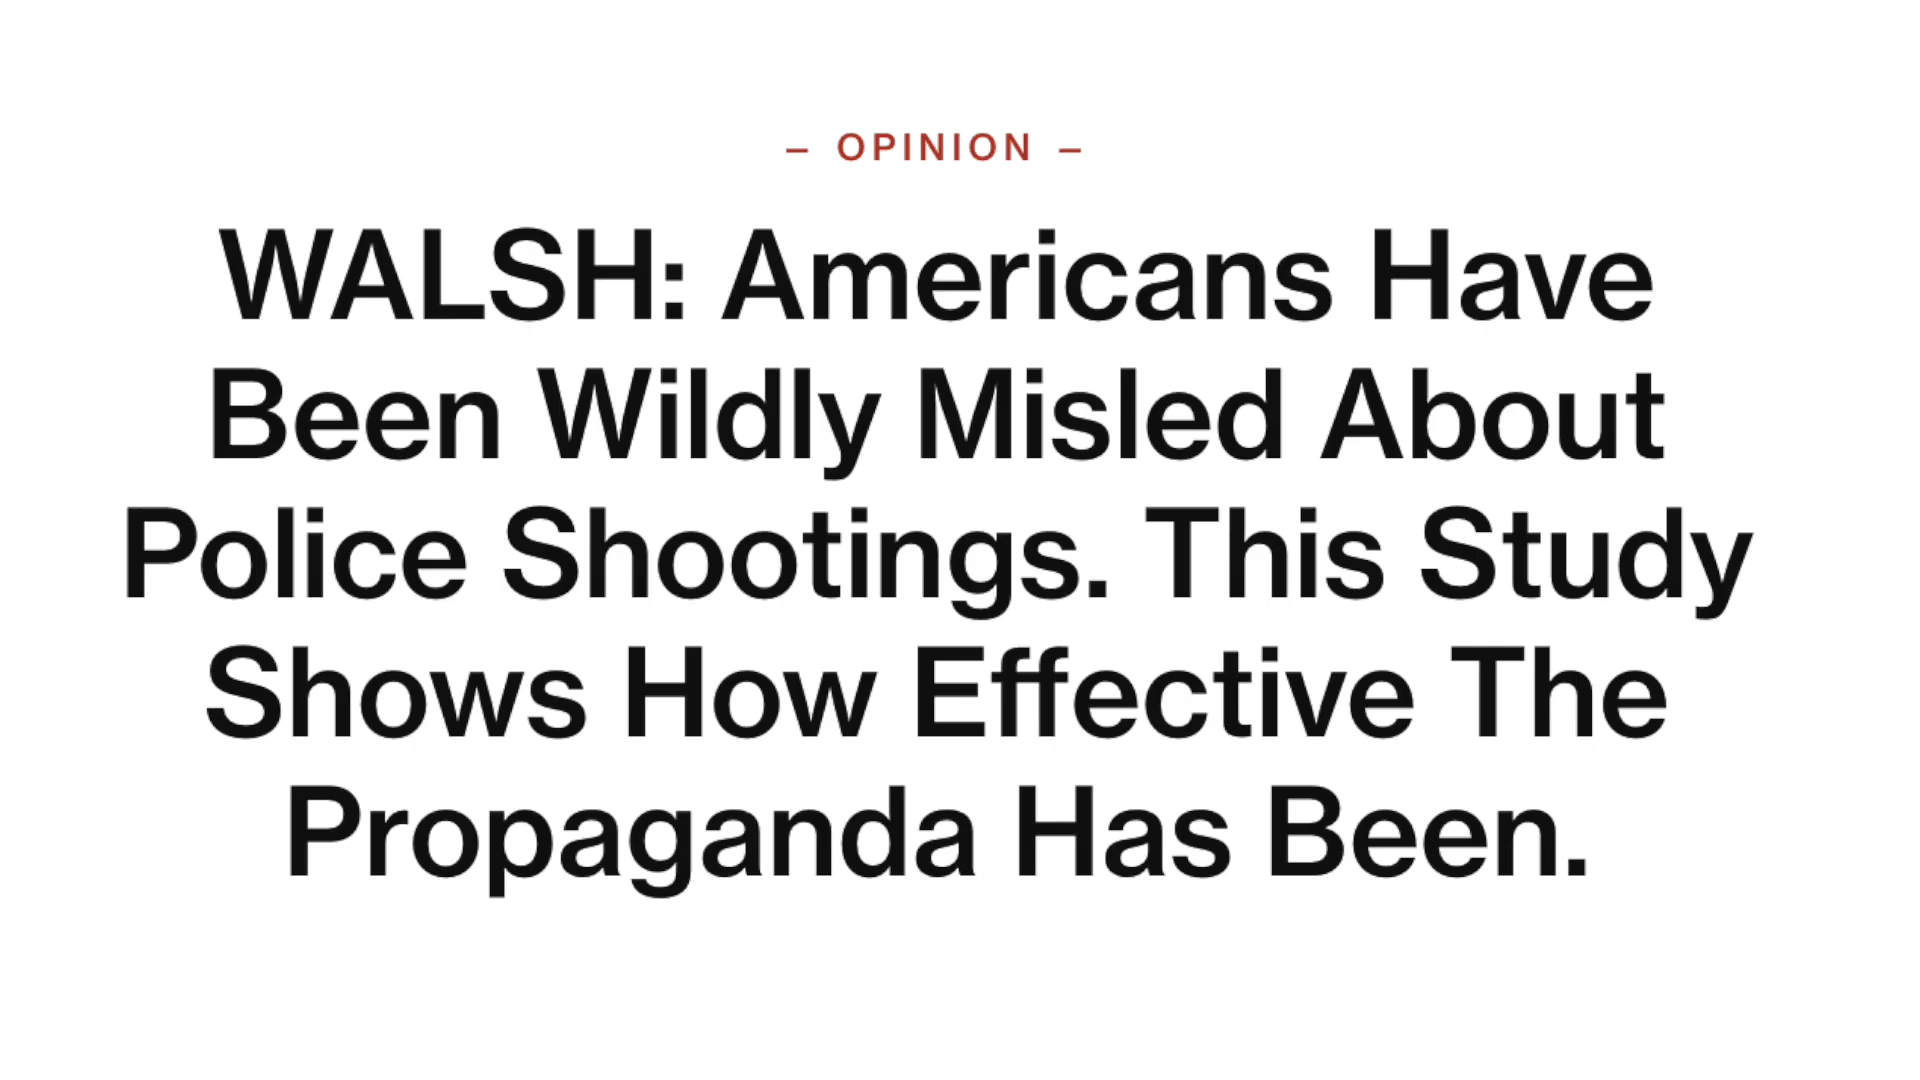 – OPINION –
WALSH: Americans Have
Been Wildly Misled About
Police Shootings. This Study
Shows How Effective The
Propaganda Has Been.